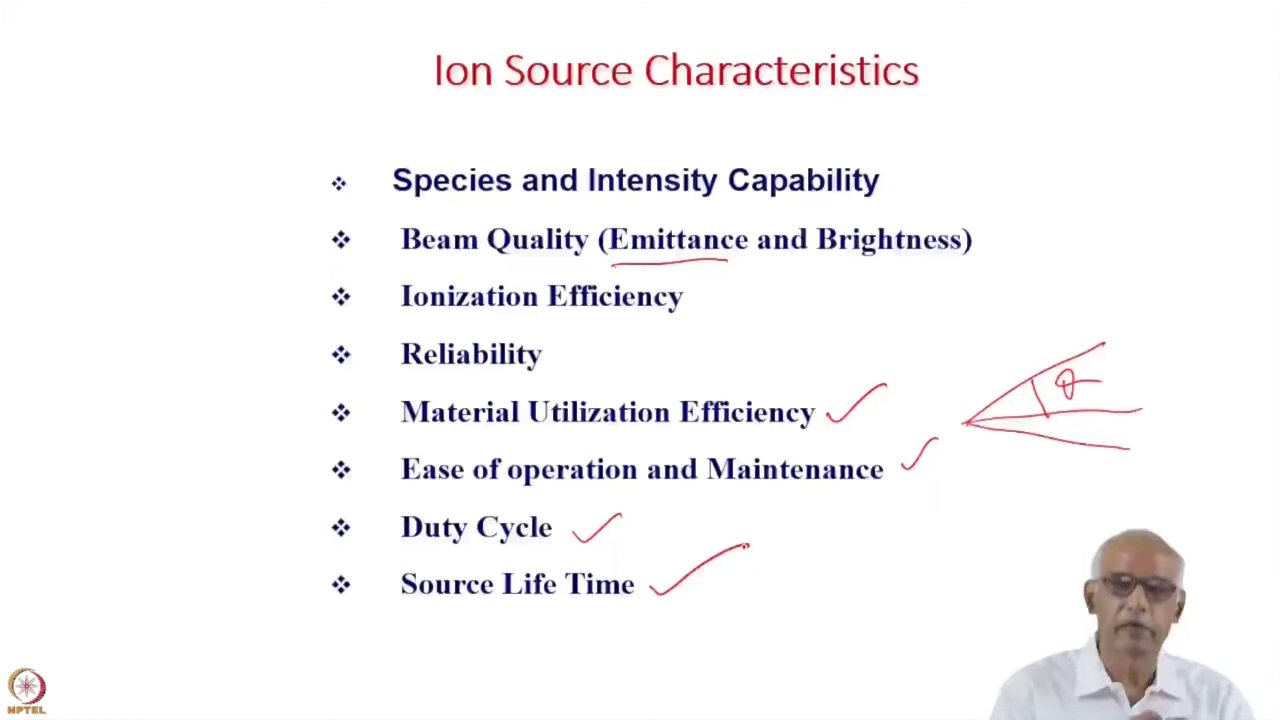 Ion Source Characteristics
Species and Intensity Capability
Beam Quality (Emittance and Brightness)
Ionization Efficiency
Reliability
Material Utilization Efficiency
Ease of operation and Maintenance
Duty Cycle
Source Life Time
θ
NPTEL